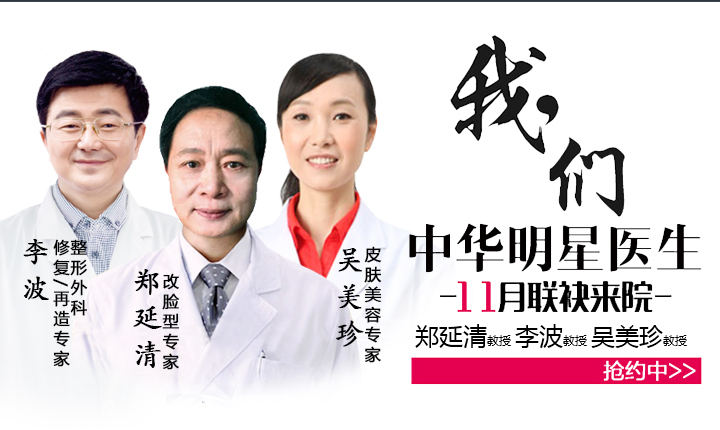 李波
整形外科
修复/再造专家
郑延清
改脸型专家
吴美珍
皮肤美容专家
我,
们
中华明星医生
-11月联袂来院-
郑延清教授 李波教授 吴美珍教授
抢约中>>